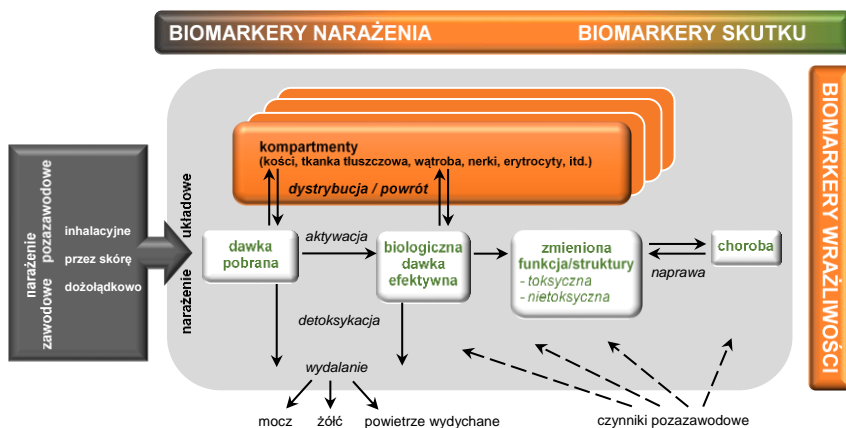 BIOMARKERY NARAŻENIA
BIOMARKERY SKUTKU
BIOMARKERY WRAŻLIWOŚCI
kompartmenty
(kości, tkanka tłuszczowa, wątroba, nerki, erytrocyty, itd.)
dystrybucja / powrót
narażenie
zawodowe pozazawodowe
inhalacyjne
przez skórę
dożołądkowo
narażenie układowe
dawka
pobrana
aktywacja
biologiczna
dawka
efektywna
zmieniona
funkcja/struktury
- toksyczna
- nietoksyczna
naprawa
choroba
detoksykacja
wydalanie
mocz
żółć
powietrze wydychane
czynniki pozazawodowe